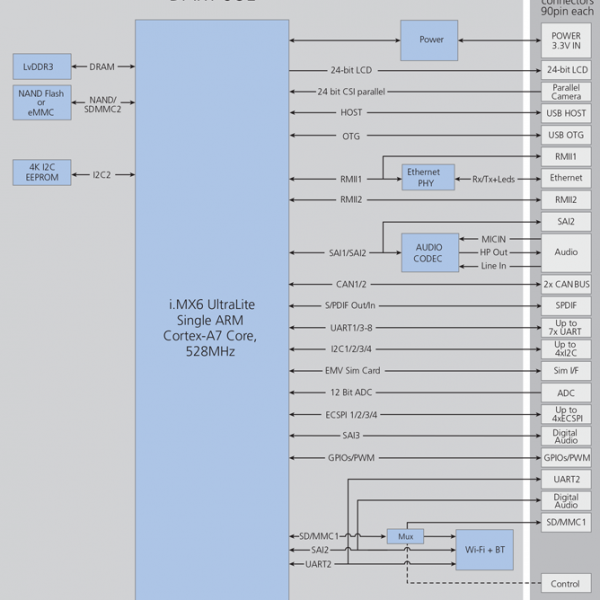 connectors
90pin each
Power
POWER
3.3V IN
LvDDR3
DRAM
24-bit LCD
24-bit LCD
NAND Flash
or
eMMC
NAND/
SDMMC2
24 bit CSI parallel
Parallel
Camera
HOST
USB HOST
OTG
USB OTG
RMII1
4K I2C
EEPROM
I2C2
RMII1
Ethernet
PHY
Rx/Tx+Leds
Ethernet
RMII2
RMII2
SAI2
SAI1/SAI2
AUDIO
CODEC
MICIN
HP Out
Line In
Audio
CAN1/2
2x CAN BUS
i.MX6 UltraLite
Single ARM
Cortex-A7 Core,
528MHz
S/PDIF Out/In
SPDIF
UART1/3-8
Up to
7x UART
I2C1/2/3/4
Up to
4xI2C
EMV Sim Card
Sim I/F
12 Bit ADC
ADC
ECSPI 1/2/3/4
Up to
4xECSPI
SAI3
Digital
Audio
GPIOs/PWM
GPIOs/PWM
UART2
Digital
Audio
SD/MMC1
SD/MMC1
Mux
SAI2
Wi-Fi + BT
UART2
Control